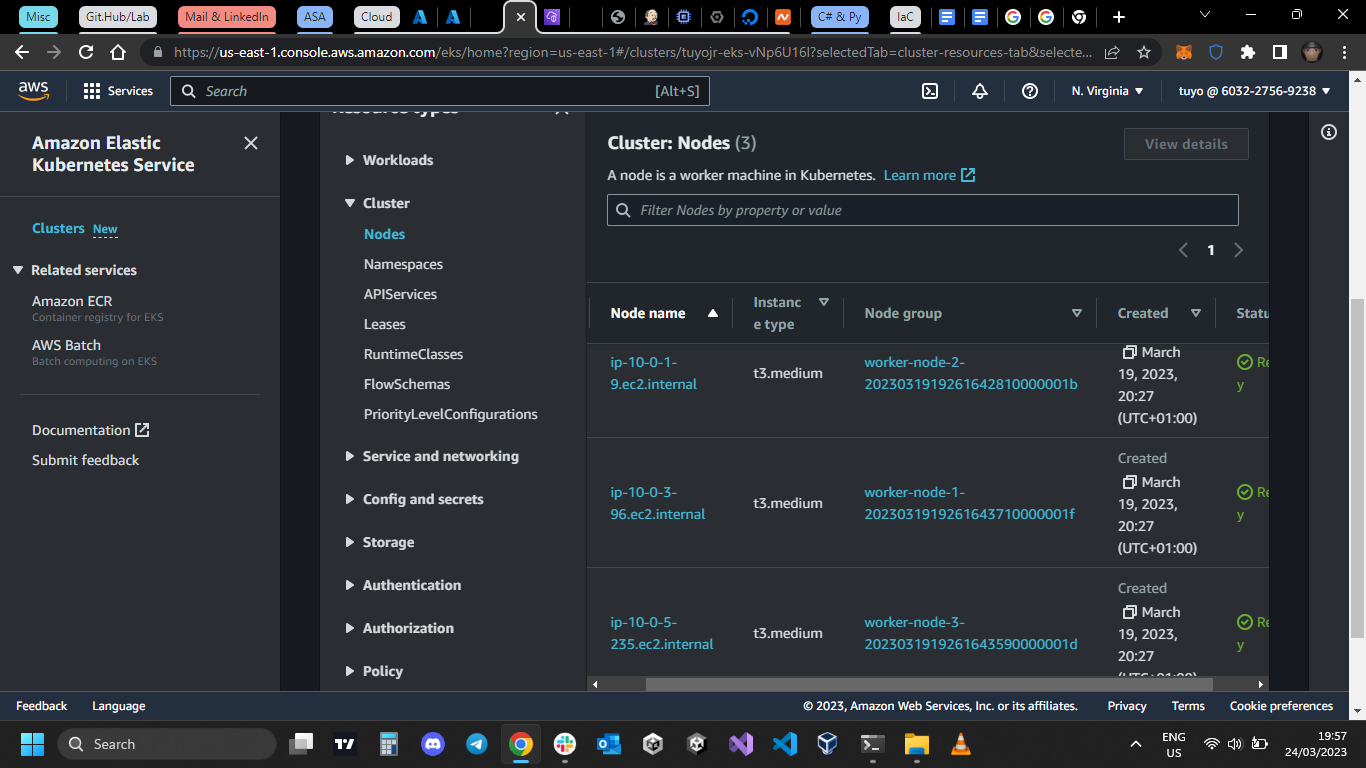 Misc
Git.Hub/Lab
Mail & LinkedIn
ASA
Cloud
C# & Py
IaC
https://us-east-1.console.aws.amazon.com/eks/home?region=us-east-1#/clusters/tuyojr-eks-vNp6U16I?selectedTab=cluster-resources-tab&selecte...
aws
Services
Search
[Alt+S]
N. Virginia
tuyo @ 6032-2756-9238
Amazon Elastic
Kubernetes Service
Clusters New
Related services
Amazon ECR
Container registry for EKS
AWS Batch
Batch computing on EKS
Documentation
Submit feedback
Resource types
Workloads
Cluster
Nodes
Namespaces
APIServices
Leases
RuntimeClasses
FlowSchemas
PriorityLevelConfigurations
Service and networking
Config and secrets
Storage
Authentication
Authorization
Policy
Cluster: Nodes (3)
View details
A node is a worker machine in Kubernetes. Learn more
Filter Nodes by property or value
1
Node name
Instanc
e type
Node group
Created
Statu
ip-10-0-1-
9.ec2.internal
t3.medium
worker-node-2-
20230319192616428100000001b
March
19, 2023,
20:27
(UTC+01:00)
Re
y
ip-10-0-3-
96.ec2.internal
t3.medium
worker-node-1-
20230319192616437100000001f
Created
March
19, 2023,
20:27
(UTC+01:00)
Re
y
ip-10-0-5-
235.ec2.internal
t3.medium
worker-node-3-
20230319192616435900000001d
Created
March
19, 2023,
20:27
(UTC+01:00)
Re
y
Feedback
Language
© 2023, Amazon Web Services, Inc. or its affiliates.
Privacy
Terms
Cookie preferences
Search
ENG
US
19:57
24/03/2023